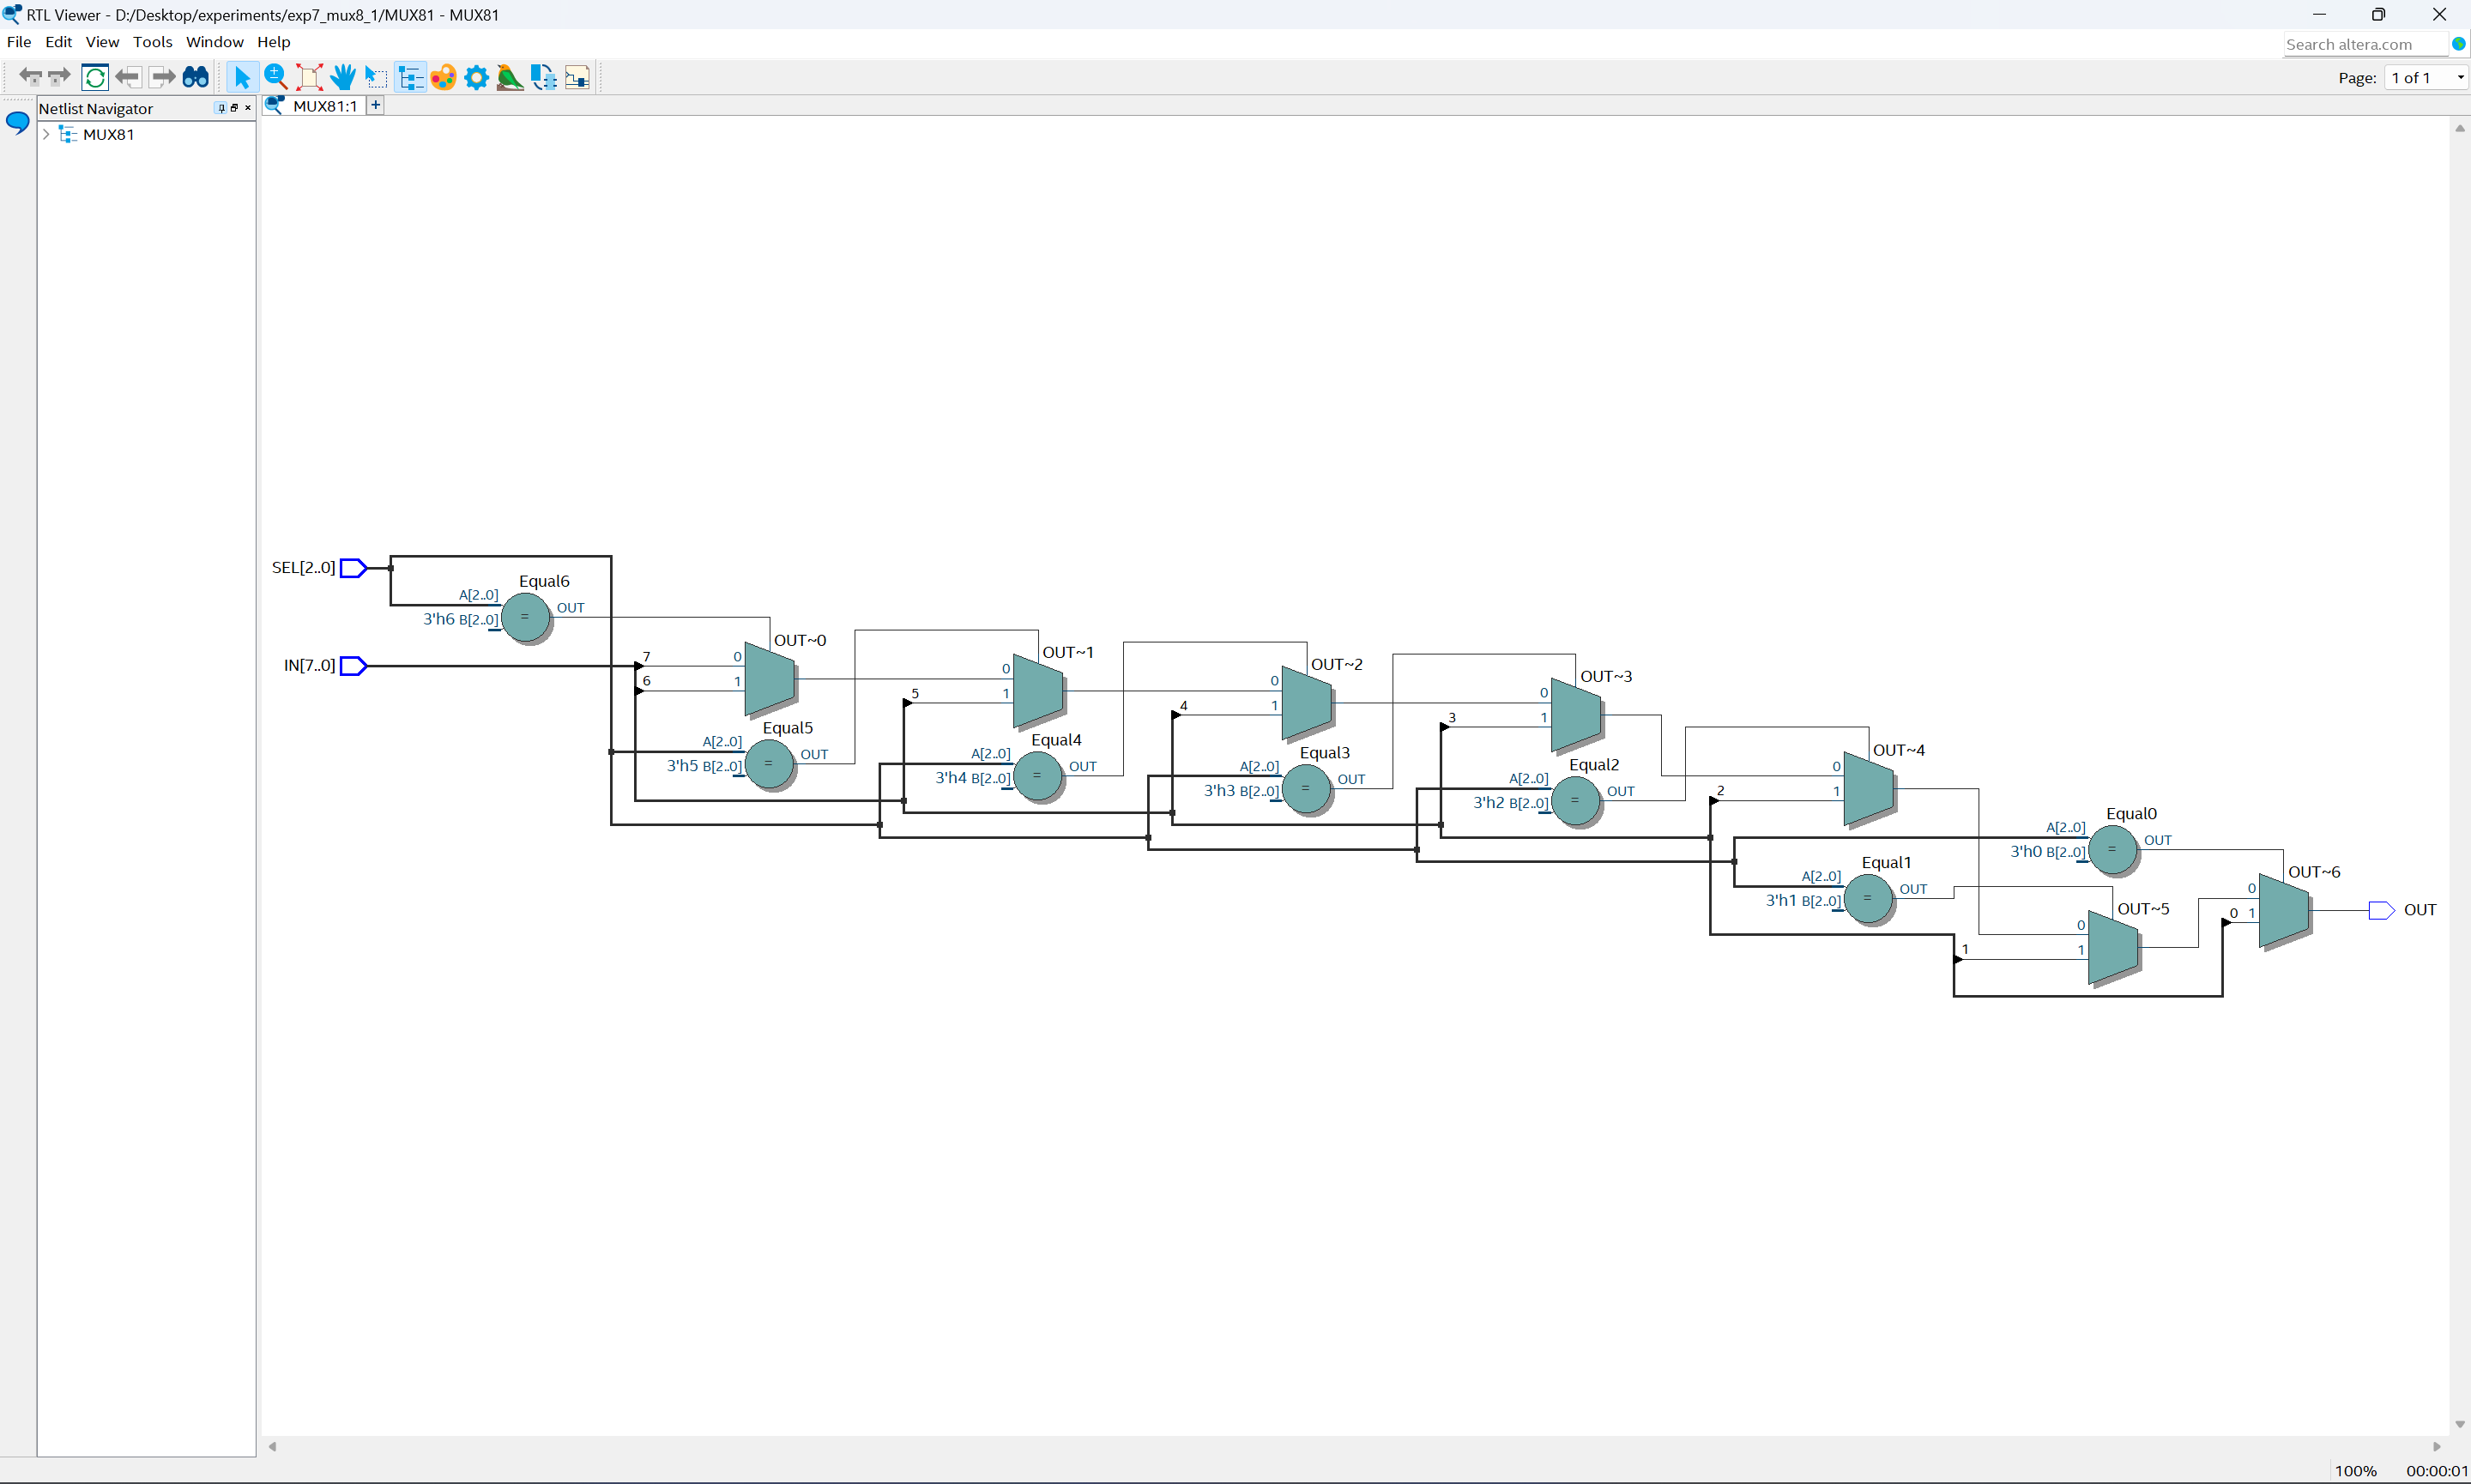 RTL Viewer - D:/Desktop/experiments/exp7_mux8_1/MUX81 - MUX81
File Edit View Tools Window Help
Search altera.com
Page: 1 of 1
Netlist Navigator
MUX81:1
MUX81
SEL[2..0]
Equal6
A[2..0]
OUT
3'h6 B[2..0]
=
IN[7..0]
7
6
OUT~0
0
1
Equal5
A[2..0]
OUT
3'h5 B[2..0]
=
5
OUT~1
0
1
Equal4
A[2..0]
OUT
3'h4 B[2..0]
=
4
OUT~2
0
1
Equal3
A[2..0]
OUT
3'h3 B[2..0]
=
3
OUT~3
0
1
Equal2
A[2..0]
OUT
3'h2 B[2..0]
=
2
OUT~4
0
1
Equal1
A[2..0]
OUT
3'h1 B[2..0]
=
1
OUT~5
0
1
Equal0
A[2..0]
OUT
3'h0 B[2..0]
=
0
OUT~6
0
1
OUT
100% 00:00:01